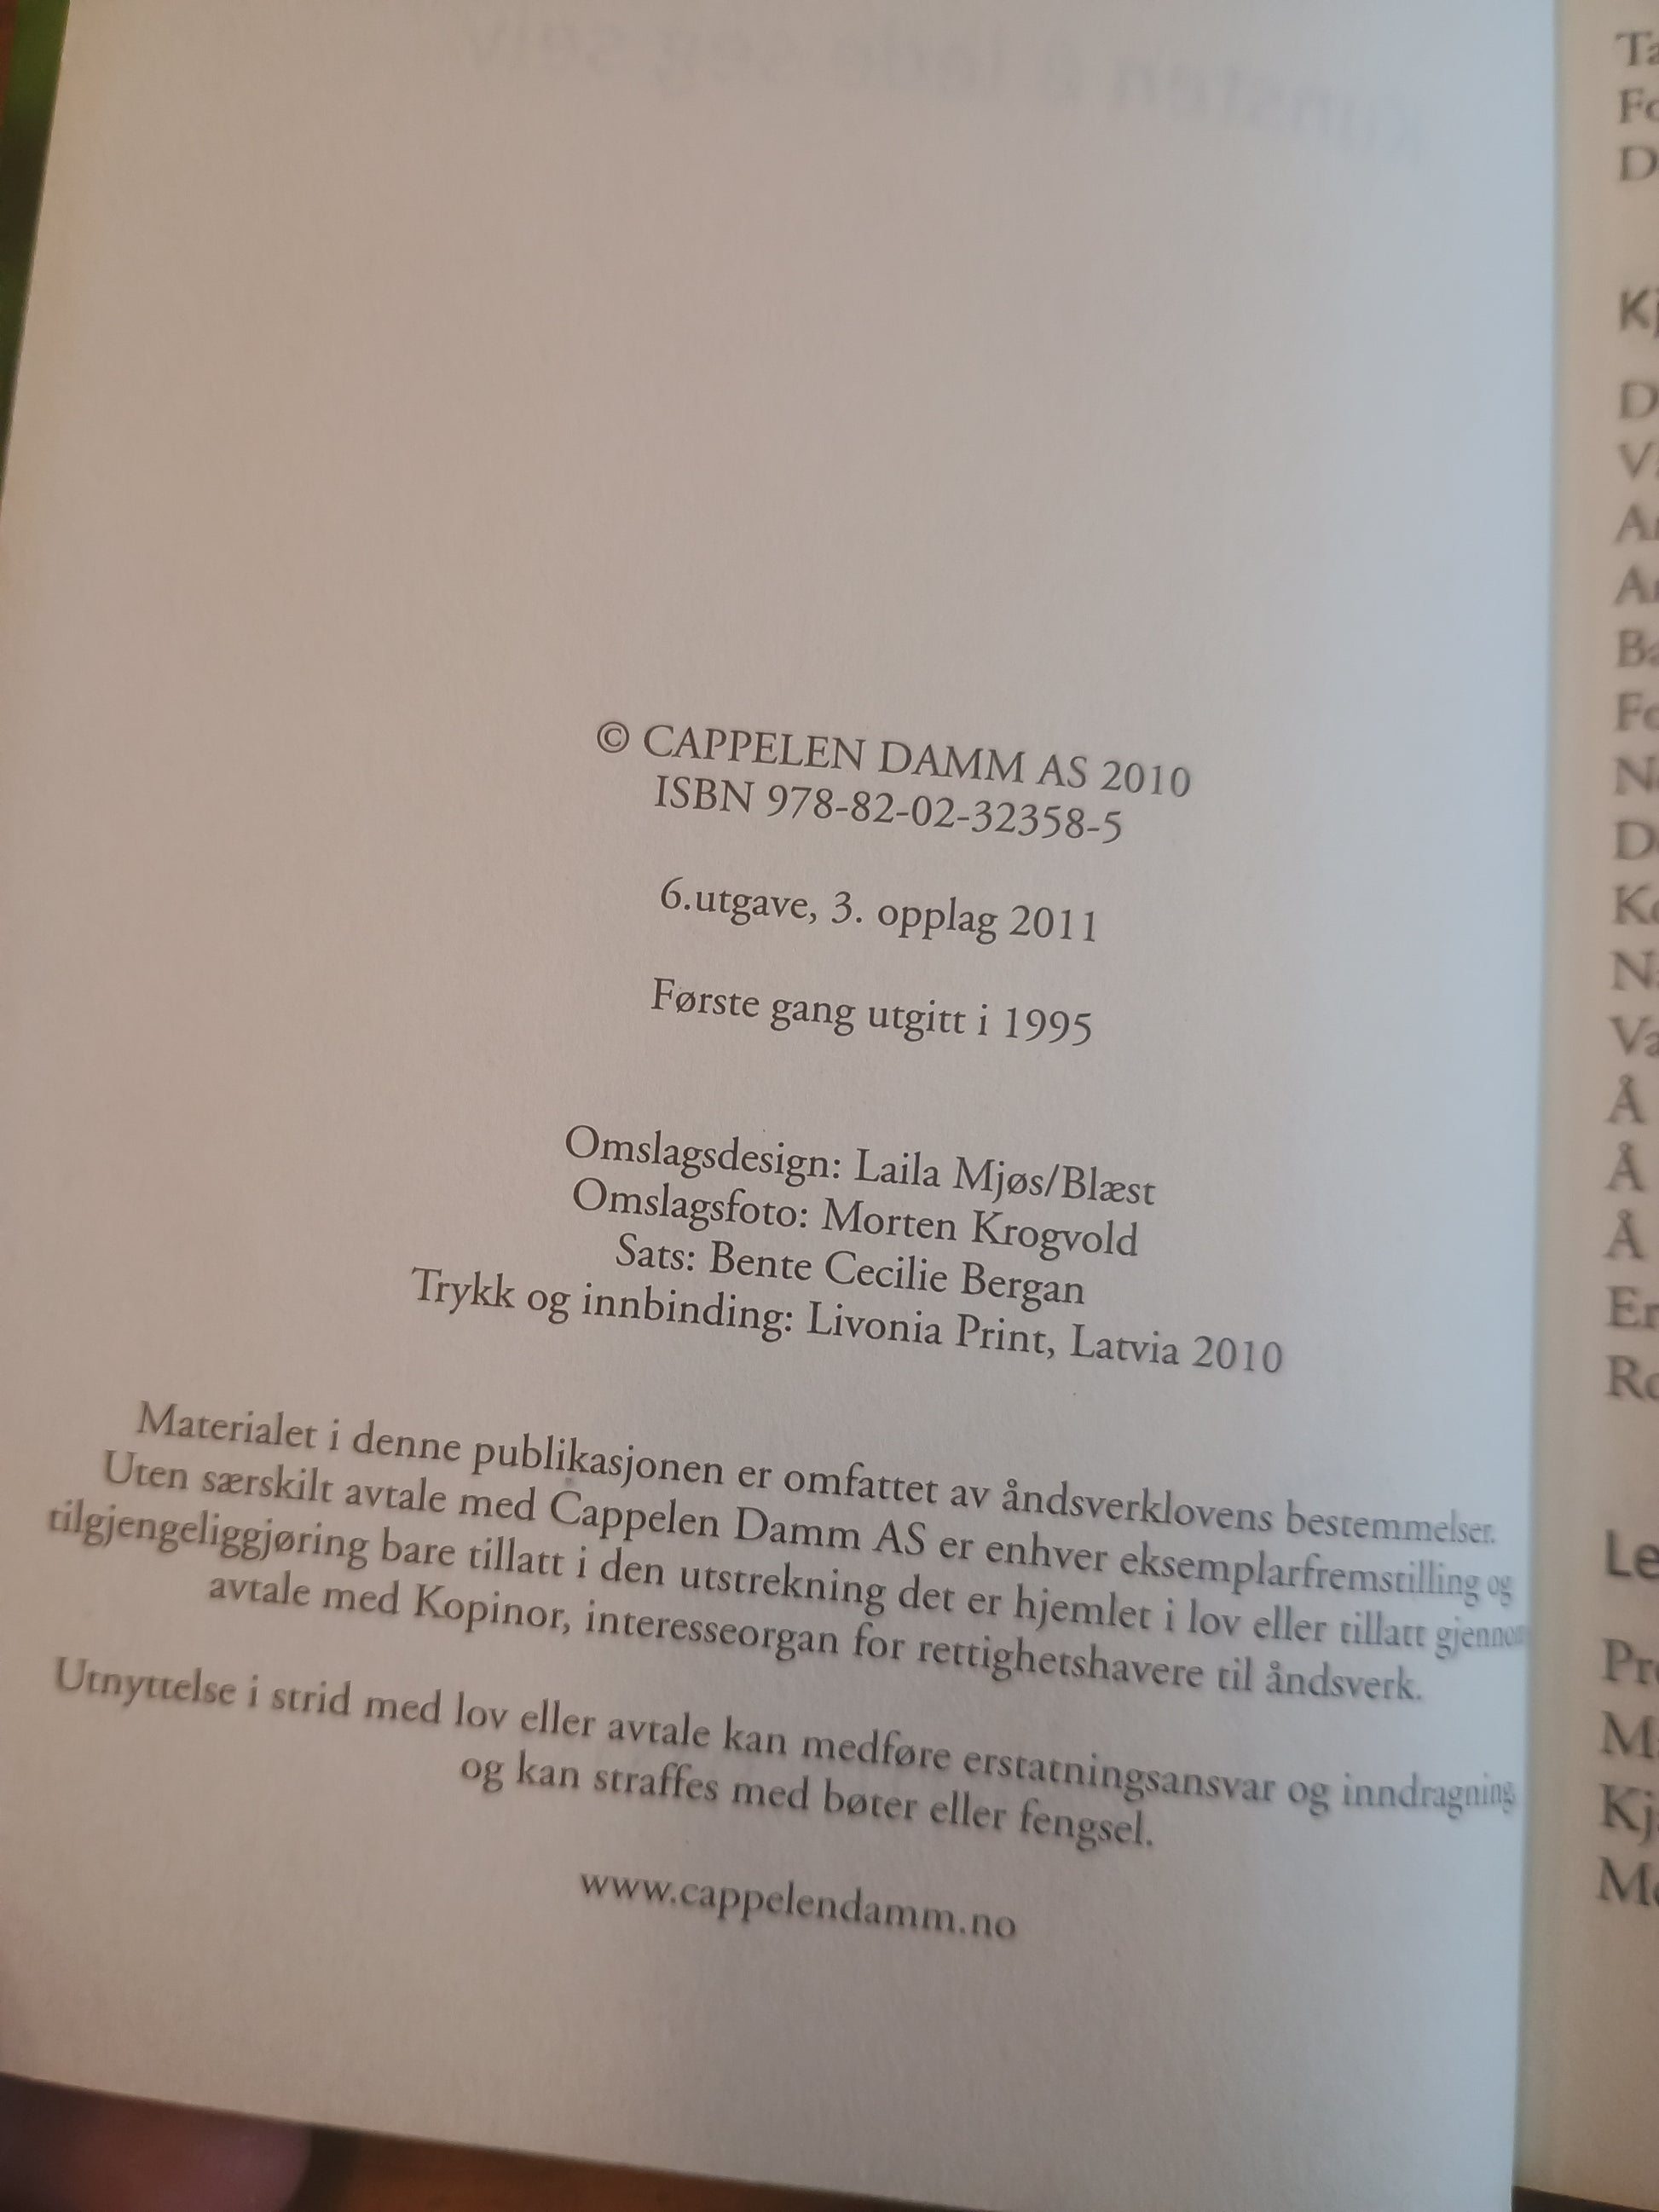 © CAPPELEN DAMM AS 2010
ISBN 978-82-02-32358-5
6.utgave, 3. opplag 2011
Første gang utgitt i 1995
Omslagsdesign: Laila Mjøs/Blæst
Omslagsfoto: Morten Krogvold
Sats: Bente Cecilie Bergan
Trykk og innbinding: Livonia Print, Latvia 2010
Materialet i denne publikasjonen er omfattet av åndsverklovens bestemmelser.
Uten særskilt avtale med Cappelen Damm AS er enhver eksemplarfremstilling og
tilgjengeliggjøring bare tillatt i den utstrekning det er hjemlet i lov eller tillatt
avtale med Kopinor, interesseorgan for rettighetshavere til åndsverk.
Utnyttelse i strid med lov eller avtale kan medføre erstatningsansvar og inndragning
og kan straffes med bøter eller fengsel.
www.cappelendamm.no
Å
Å
Å